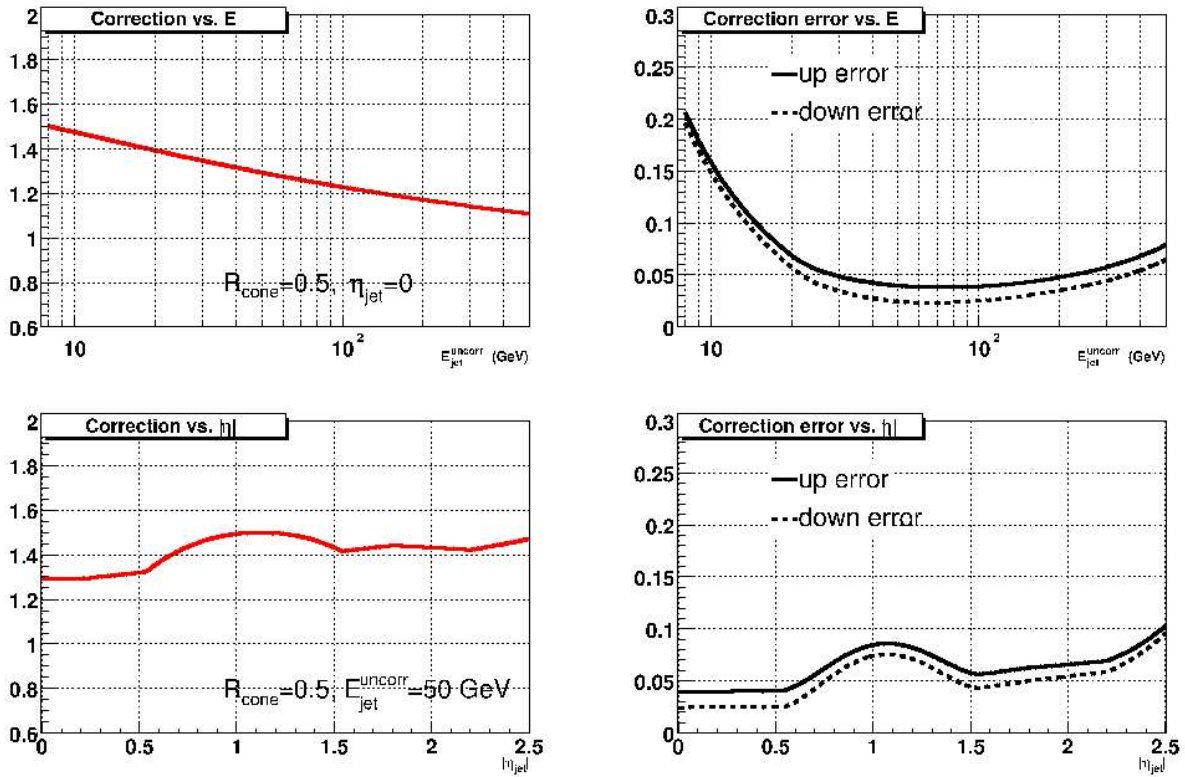 Correction vs. E
2
1.8
1.6
1.4
1.2
1
0.8
0.6
R_cone=0.5, η_jet=0
10
10²
E_jet^uncorr (GeV)
Correction error vs. E
0.3
0.25
0.2
0.15
0.1
0.05
0
up error
down error
10
10²
E_jet^uncorr (GeV)
Correction vs. |η|
2
1.8
1.6
1.4
1.2
1
0.8
0.6
R_cone=0.5, E_jet^uncorr=50 GeV
0 0.5 1 1.5 2 2.5
|η_jet|
Correction error vs. |η|
0.3
0.25
0.2
0.15
0.1
0.05
0
up error
down error
0 0.5 1 1.5 2 2.5
|η_jet|